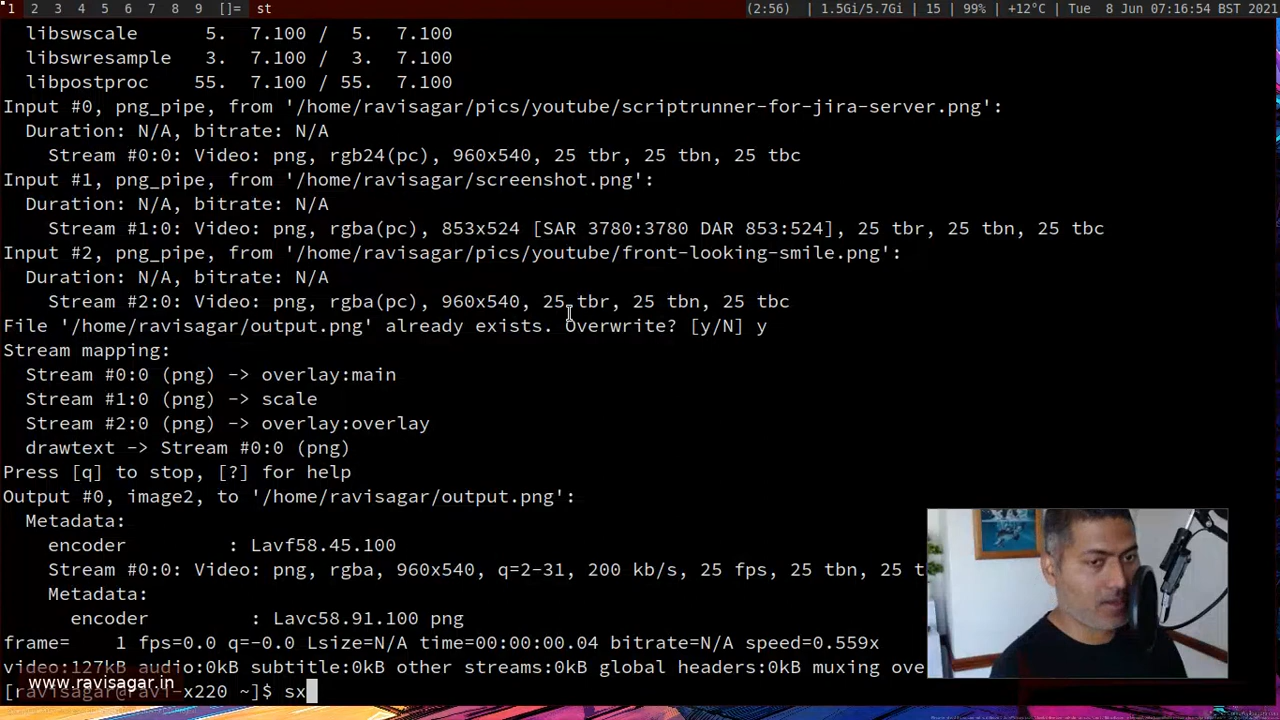 1 2 3 4 5 6 7 8 9 []= st (2:56) | 1.5Gi/5.7Gi | 15 | 99% | +12°C | Tue 8 Jun 07:16:54 BST 2021
libswscale 5. 7.100 / 5. 7.100
libswresample 3. 7.100 / 3. 7.100
libpostproc 55. 7.100 / 55. 7.100
Input #0, png_pipe, from '/home/ravisagar/pics/youtube/scriptrunner-for-jira-server.png':
Duration: N/A, bitrate: N/A
Stream #0:0: Video: png, rgb24(pc), 960x540, 25 tbr, 25 tbn, 25 tbc
Input #1, png_pipe, from '/home/ravisagar/screenshot.png':
Duration: N/A, bitrate: N/A
Stream #1:0: Video: png, rgba(pc), 853x524 [SAR 3780:3780 DAR 853:524], 25 tbr, 25 tbn, 25 tbc
Input #2, png_pipe, from '/home/ravisagar/pics/youtube/front-looking-smile.png':
Duration: N/A, bitrate: N/A
Stream #2:0: Video: png, rgba(pc), 960x540, 25 tbr, 25 tbn, 25 tbc
File '/home/ravisagar/output.png' already exists. Overwrite? [y/N] y
Stream mapping:
Stream #0:0 (png) -> overlay:main
Stream #1:0 (png) -> scale
Stream #2:0 (png) -> overlay:overlay
drawtext -> Stream #0:0 (png)
Press [q] to stop, [?] for help
Output #0, image2, to '/home/ravisagar/output.png':
Metadata:
encoder : Lavf58.45.100
Stream #0:0: Video: png, rgba, 960x540, q=2-31, 200 kb/s, 25 fps, 25 tbn, 25 t
Metadata:
encoder : Lavc58.91.100 png
frame= 1 fps=0.0 q=-0.0 Lsize=N/A time=00:00:00.04 bitrate=N/A speed=0.559x
video:127kB audio:0kB subtitle:0kB other streams:0kB global headers:0kB muxing ove
www.ravisagar.in
[ravisagar@ravi-x220 ~]$ sx